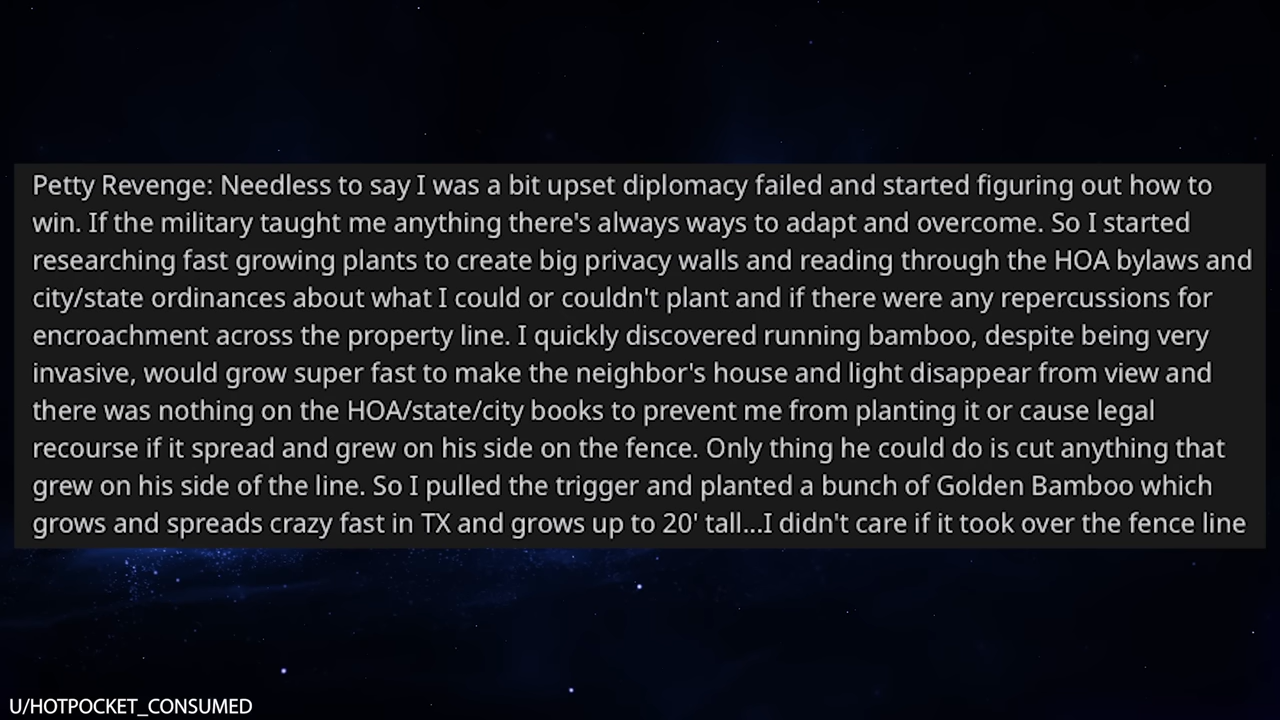 Petty Revenge: Needless to say I was a bit upset diplomacy failed and started figuring out how to
win. If the military taught me anything there's always ways to adapt and overcome. So I started
researching fast growing plants to create big privacy walls and reading through the HOA bylaws and
city/state ordinances about what I could or couldn't plant and if there were any repercussions for
encroachment across the property line. I quickly discovered running bamboo, despite being very
invasive, would grow super fast to make the neighbor's house and light disappear from view and
there was nothing on the HOA/state/city books to prevent me from planting it or cause legal
recourse if it spread and grew on his side on the fence. Only thing he could do is cut anything that
grew on his side of the line. So I pulled the trigger and planted a bunch of Golden Bamboo which
grows and spreads crazy fast in TX and grows up to 20' tall...I didn't care if it took over the fence line
U/HOTPOCKET_CONSUMED